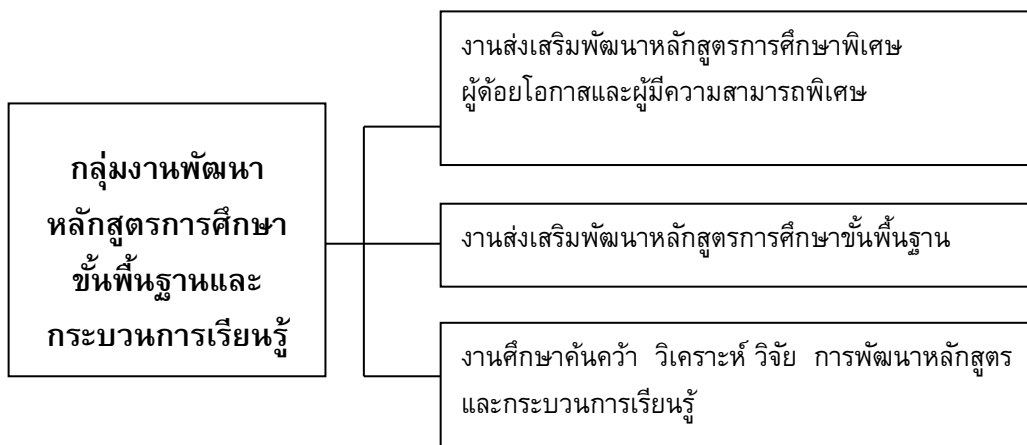 งานส่งเสริมพัฒนาหลักสูตรการศึกษาพิเศษ
ผู้ด้อยโอกาสและผู้มีความสามารถพิเศษ
กลุ่มงานพัฒนา
หลักสูตรการศึกษา
ขั้นพื้นฐานและ
กระบวนการเรียนรู้
งานส่งเสริมพัฒนาหลักสูตรการศึกษาขั้นพื้นฐาน
งานศึกษาค้นคว้า วิเคราะห์ วิจัย การพัฒนาหลักสูตร
และกระบวนการเรียนรู้